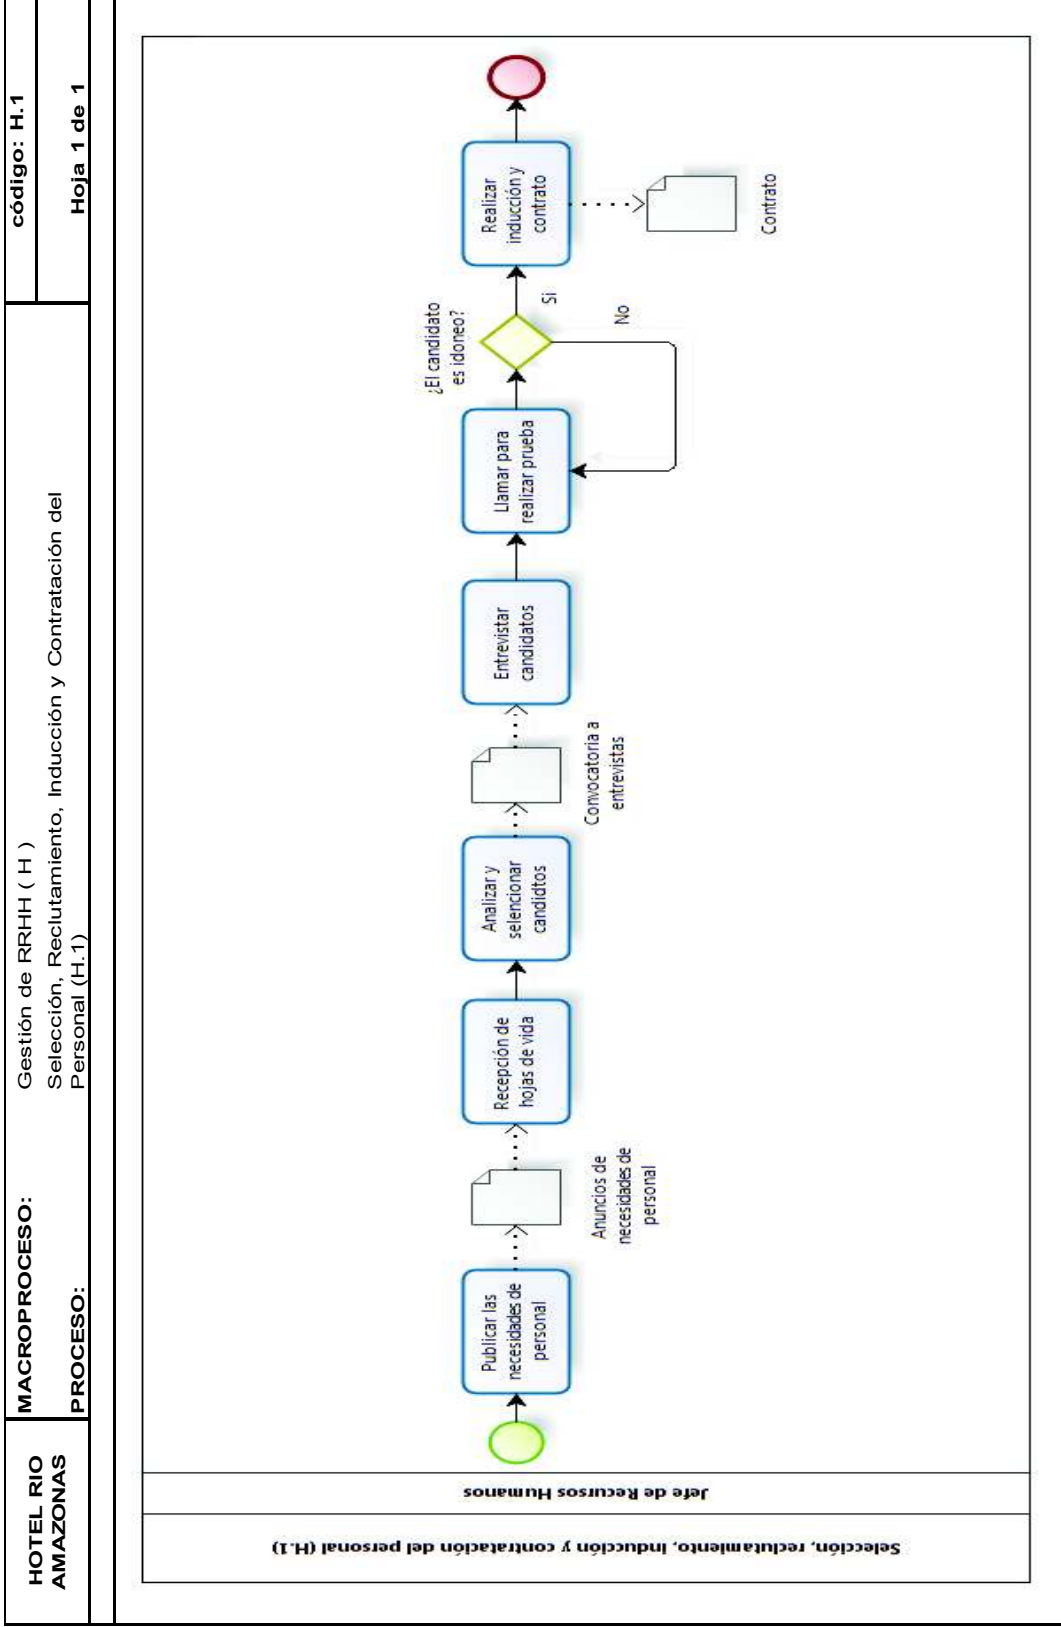 HOTEL RIO
AMAZONAS
MACROPROCESO:
Gestión de RRHH ( H )
código: H.1
PROCESO:
Selección, Reclutamiento, Inducción y Contratación del
Personal (H.1)
Hoja 1 de 1
Selección, reclutamiento, inducción y contratación del personal (H.1)
Jefe de Recursos Humanos
Publicar las
necesidades de
personal
Anuncios de
necesidades de
personal
Recepción de
hojas de vida
Analizar y
selencionar
candidtos
Convocatoria a
entrevistas
Entrevistar
candidatos
Llamar para
realizar prueba
¿El candidato
es idoneo?
Si
No
Realizar
inducción y
contrato
Contrato